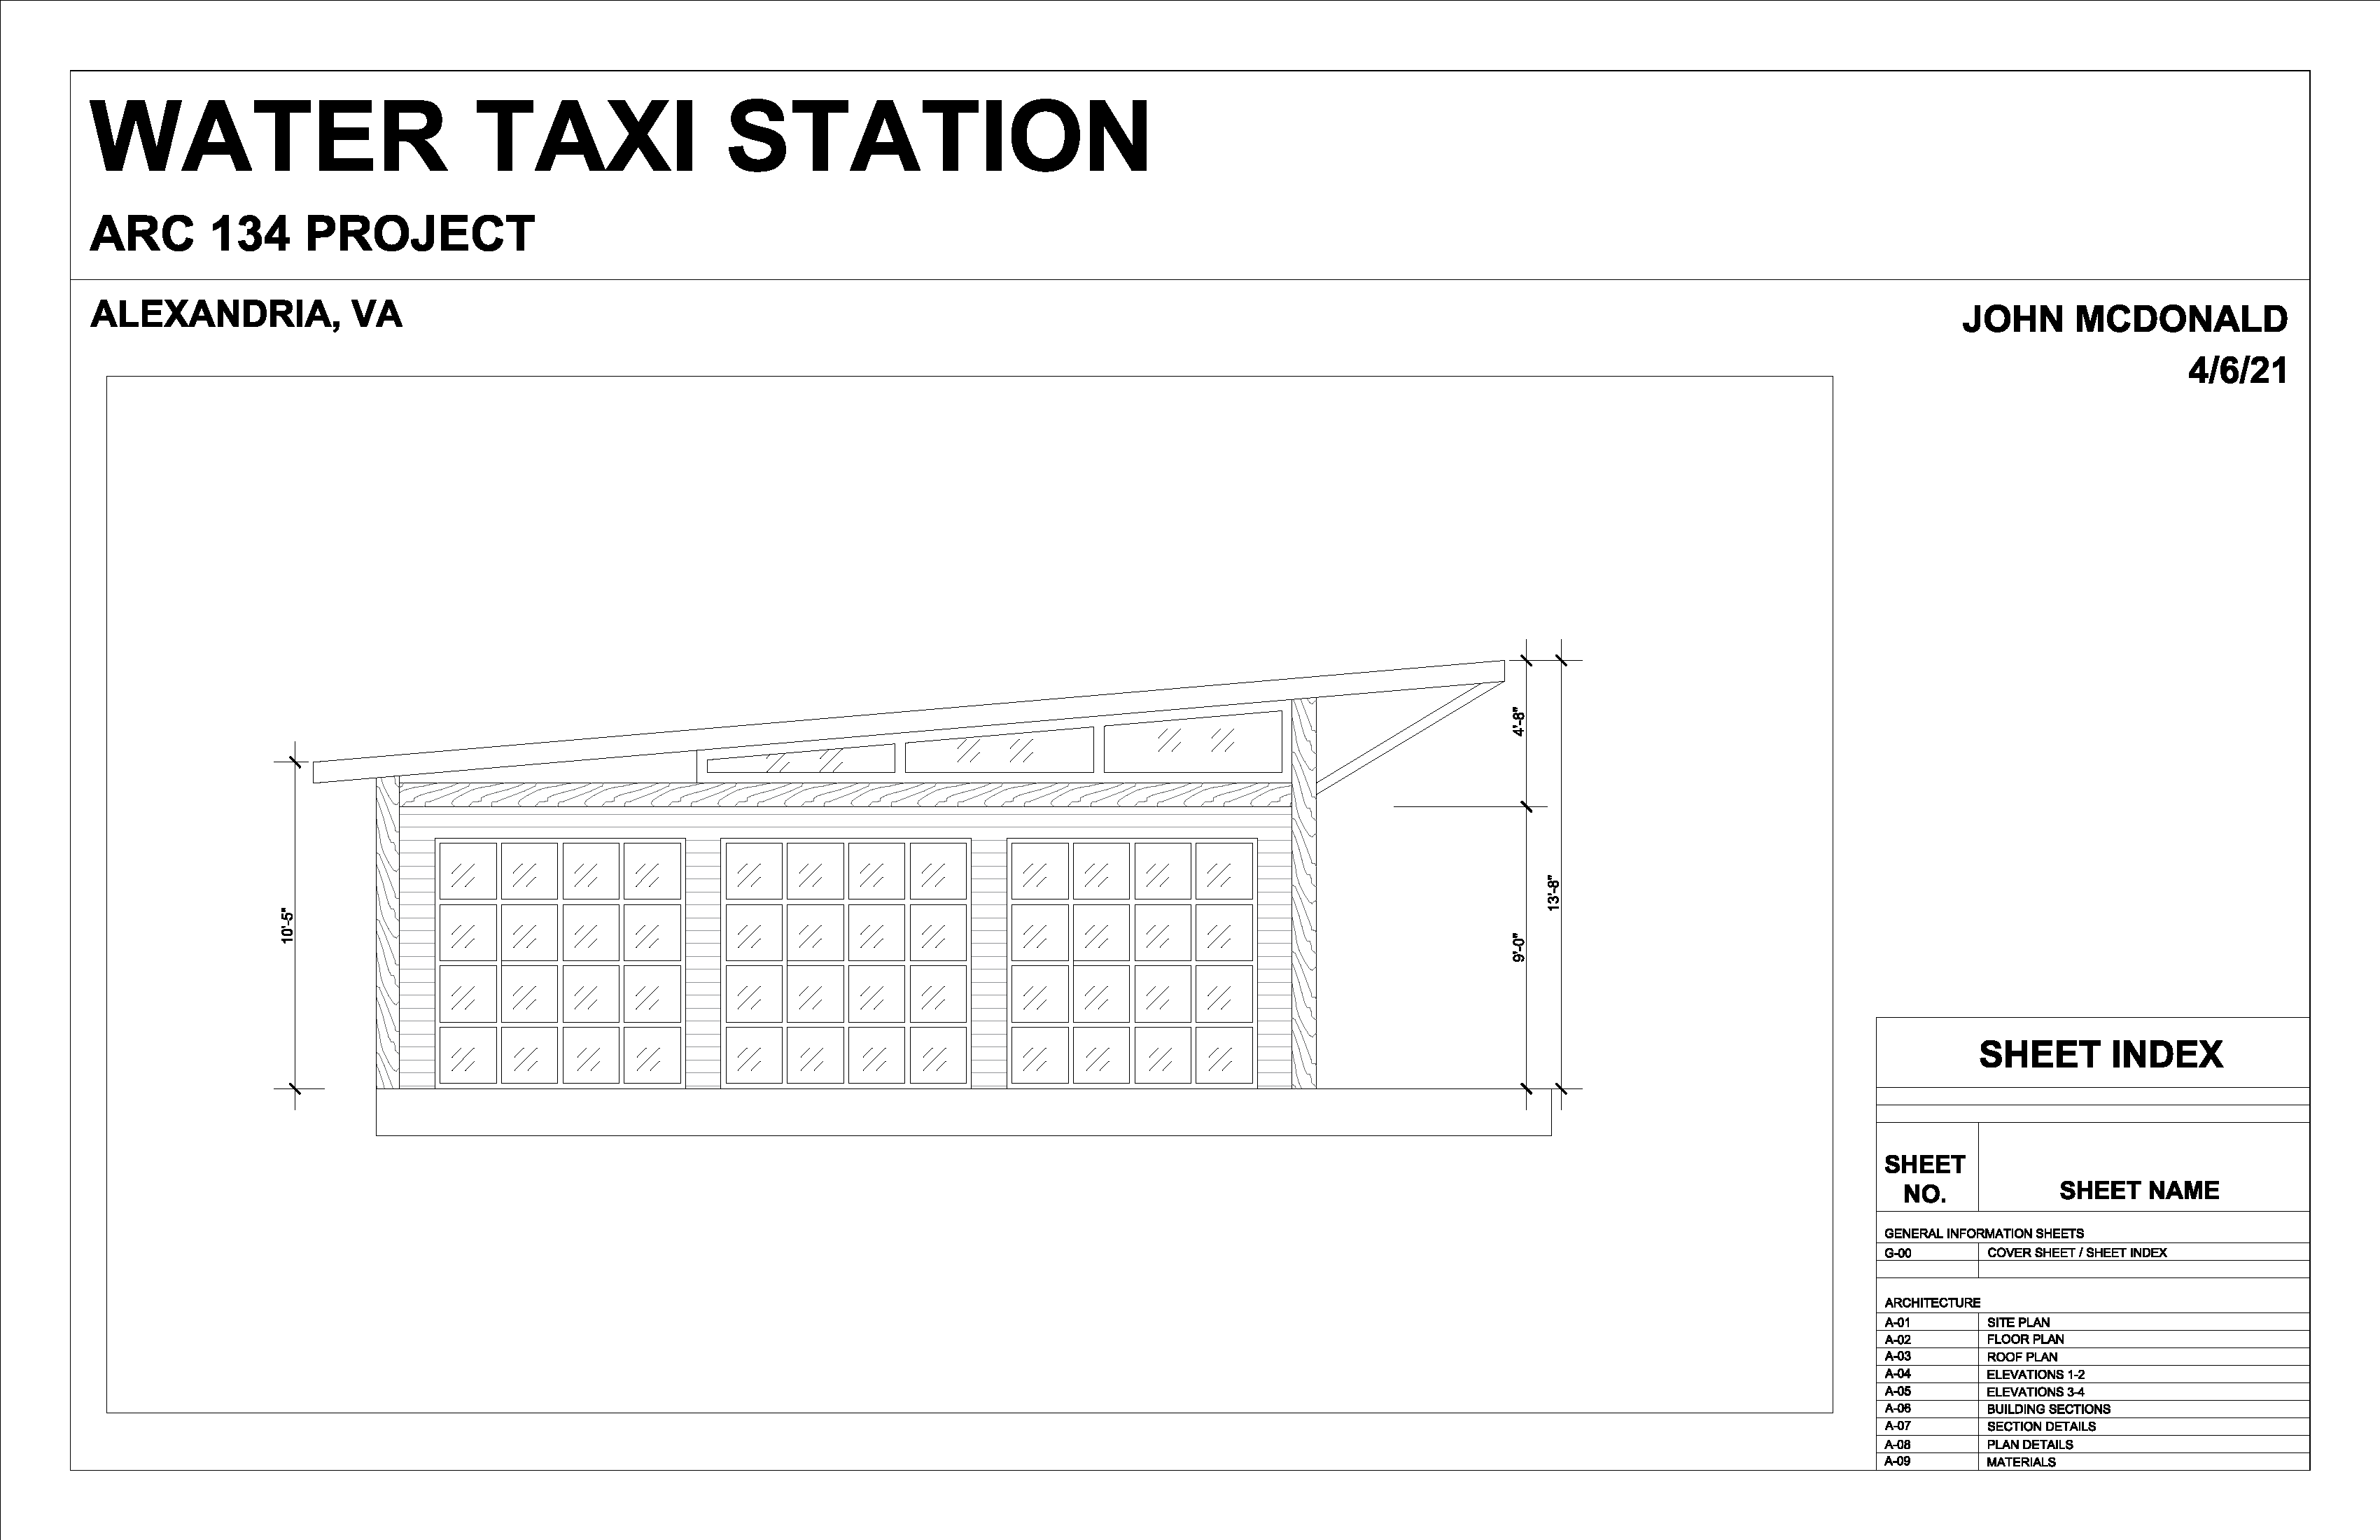 WATER TAXI STATION
ARC 134 PROJECT
ALEXANDRIA, VA
JOHN MCDONALD
4/6/21
4'-8"
13'-8"
10'-5"
9'-0"
SHEET INDEX
SHEET
NO.
SHEET NAME
GENERAL INFORMATION SHEETS
G-00 COVER SHEET / SHEET INDEX
ARCHITECTURE
A-01 SITE PLAN
A-02 FLOOR PLAN
A-03 ROOF PLAN
A-04 ELEVATIONS 1-2
A-05 ELEVATIONS 3-4
A-06 BUILDING SECTIONS
A-07 SECTION DETAILS
A-08 PLAN DETAILS
A-09 MATERIALS